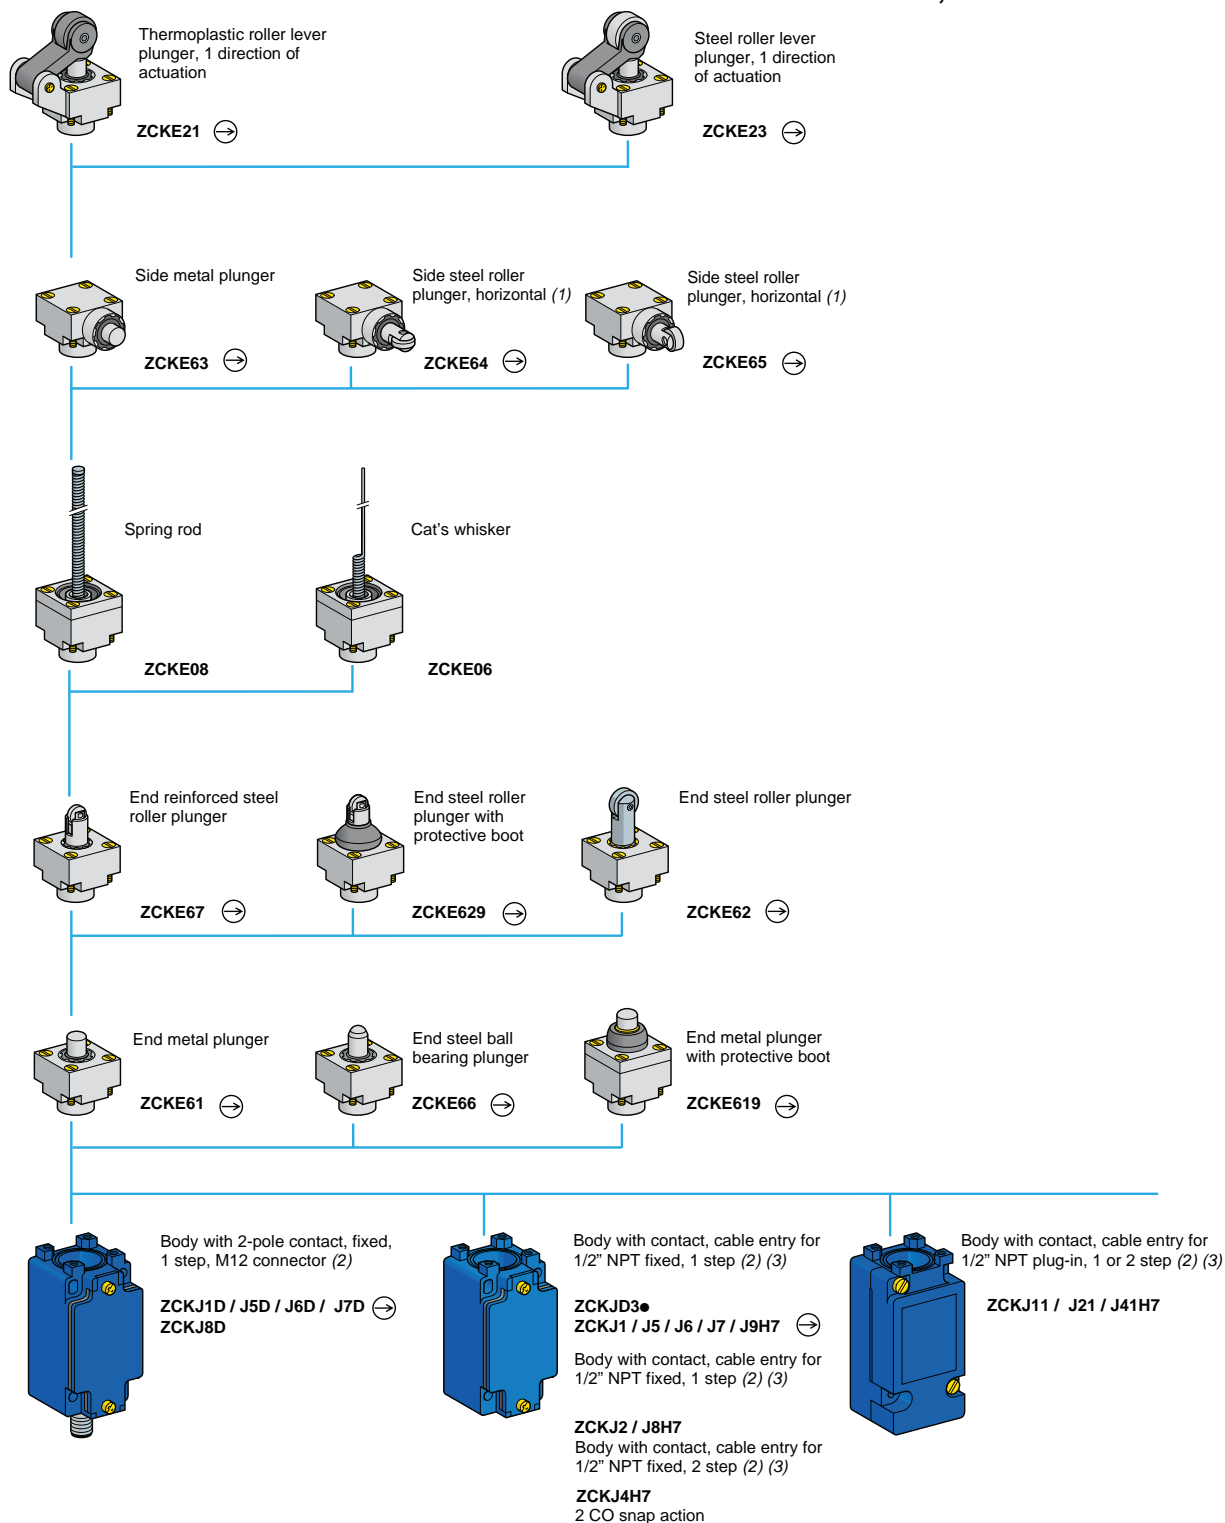 Thermoplastic roller lever
plunger, 1 direction of
actuation
ZCKE21
Steel roller lever
plunger, 1 direction
of actuation
ZCKE23
Side metal plunger
ZCKE63
Side steel roller
plunger, horizontal (1)
ZCKE64
Side steel roller
plunger, horizontal (1)
ZCKE65
Spring rod
ZCKE08
Cat's whisker
ZCKE06
End reinforced steel
roller plunger
ZCKE67
End steel roller
plunger with
protective boot
ZCKE629
End steel roller plunger
ZCKE62
End metal plunger
ZCKE61
End steel ball
bearing plunger
ZCKE66
End metal plunger
with protective boot
ZCKE619
Body with 2-pole contact, fixed,
1 step, M12 connector (2)
ZCKJ1D / J5D / J6D / J7D
ZCKJ8D
Body with contact, cable entry for
1/2” NPT fixed, 1 step (2) (3)
ZCKJD3●
ZCKJ1 / J5 / J6 / J7 / J9H7
Body with contact, cable entry for
1/2” NPT fixed, 1 step (2) (3)
ZCKJ2 / J8H7
Body with contact, cable entry for
1/2” NPT fixed, 2 step (2) (3)
ZCKJ4H7
2 CO snap action
Body with contact, cable entry for
1/2” NPT plug-in, 1 or 2 step (2) (3)
ZCKJ11 / J21 / J41H7